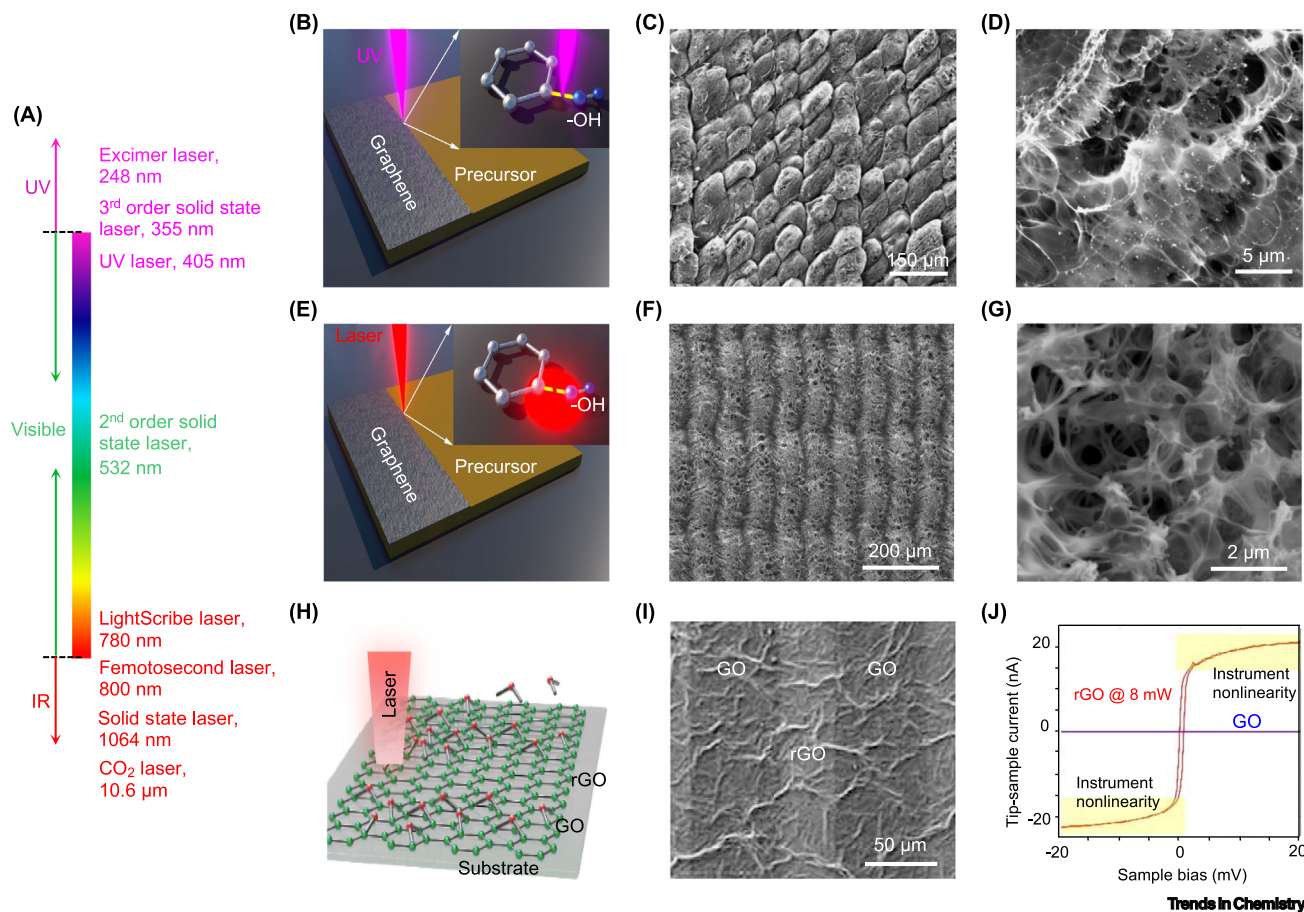 (A)
UV
Excimer laser,
248 nm
3rd order solid state
laser, 355 nm
UV laser, 405 nm
Visible
2nd order solid
state laser,
532 nm
LightScribe laser,
780 nm
Femotosecond laser,
800 nm
IR
Solid state laser,
1064 nm
CO2 laser,
10.6 µm
(B)
UV
-OH
Graphene
Precursor
(C)
150 µm
(D)
5 µm
(E)
Laser
-OH
Graphene
Precursor
(F)
200 µm
(G)
2 µm
(H)
Laser
rGO
GO
Substrate
(I)
GO
GO
rGO
50 µm
(J)
Tip-sample current (nA)
20
0
-20
rGO @ 8 mW
Instrument
nonlinearity
GO
Instrument
nonlinearity
-20
0
20
Sample bias (mV)
Trends in Chemistry